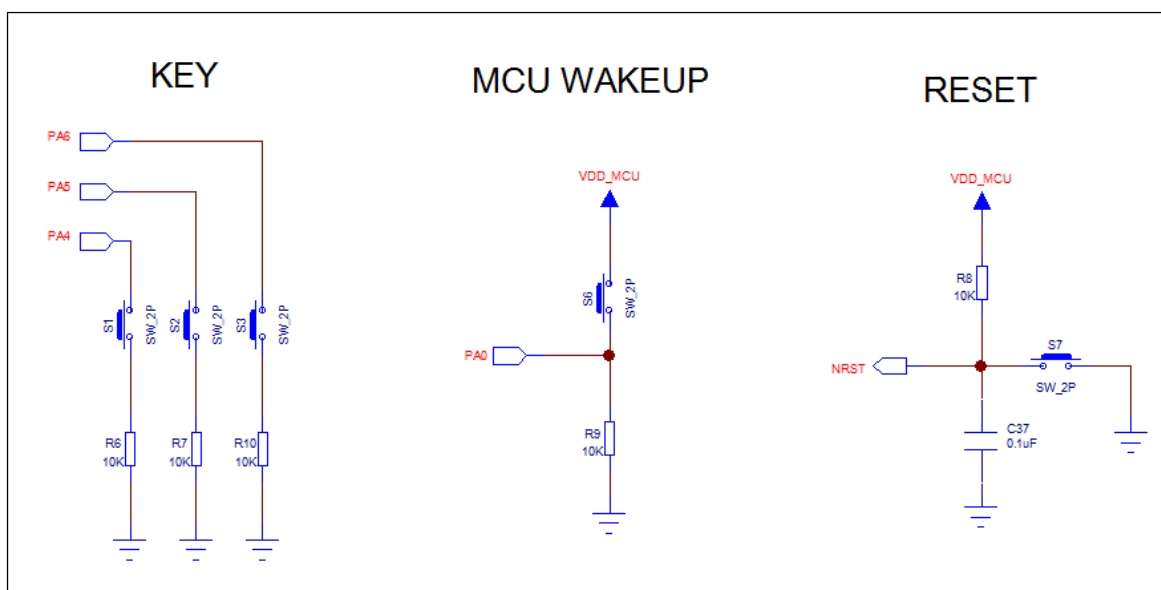 KEY
MCU WAKEUP
RESET
PA6
PA5
PA4
S1
SW_2P
S2
SW_2P
S3
SW_2P
R6
10K
R7
10K
R10
10K
VDD_MCU
S6
SW_2P
PA0
R9
10K
VDD_MCU
R8
10K
S7
NRST
SW_2P
C37
0.1uF